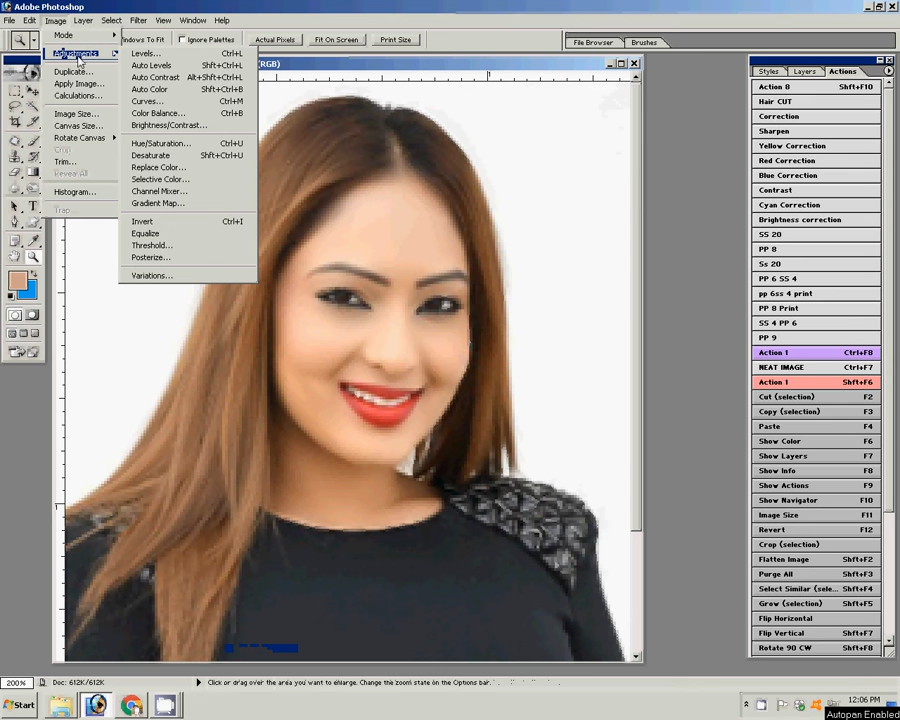 Adobe Photoshop
File Edit Image Layer Select Filter View Window Help
Ignore Palettes Actual Pixels Fit On Screen Print Size File Browser Brushes
Mode
Adjustments
Duplicate...
Apply Image...
Calculations...
Image Size...
Canvas Size...
Rotate Canvas
Crop
Trim...
Reveal All
Histogram...
Trap...
Levels... Ctrl+L
Auto Levels Shft+Ctrl+L
Auto Contrast Alt+Shft+Ctrl+L
Auto Color Shft+Ctrl+B
Curves... Ctrl+M
Color Balance... Ctrl+B
Brightness/Contrast...
Hue/Saturation... Ctrl+U
Desaturate Shft+Ctrl+U
Replace Color...
Selective Color...
Channel Mixer...
Gradient Map...
Invert Ctrl+I
Equalize
Threshold...
Posterize...
Variations...
Styles Layers Actions
Action 8 Shft+F10
Hair CUT
Correction
Sharpen
Yellow Correction
Red Correction
Blue Correction
Contrast
Cyan Correction
Brightness correction
SS 20
PP 8
Ss 20
PP 6 SS 4
pp 6ss 4 print
PP 8 Print
SS 4 PP 6
PP 9
Action 1 Ctrl+F8
NEAT IMAGE Ctrl+F7
Action 1 Shft+F6
Cut (selection) F2
Copy (selection) F3
Paste F4
Show Color F6
Show Layers F7
Show Info F8
Show Actions F9
Show Navigator F10
Image Size F11
Revert F12
Crop (selection)
Flatten Image Shft+F2
Purge All Shft+F3
Select Similar (sele... Shft+F4
Grow (selection) Shft+F5
Flip Horizontal
Flip Vertical Shft+F7
Rotate 90 CW Shft+F8
200% Doc: 612K/612K Click or drag over the area you want to enlarge. Change the zoom state on the Options bar.
Start
12:06 PM
Autopan Enabled